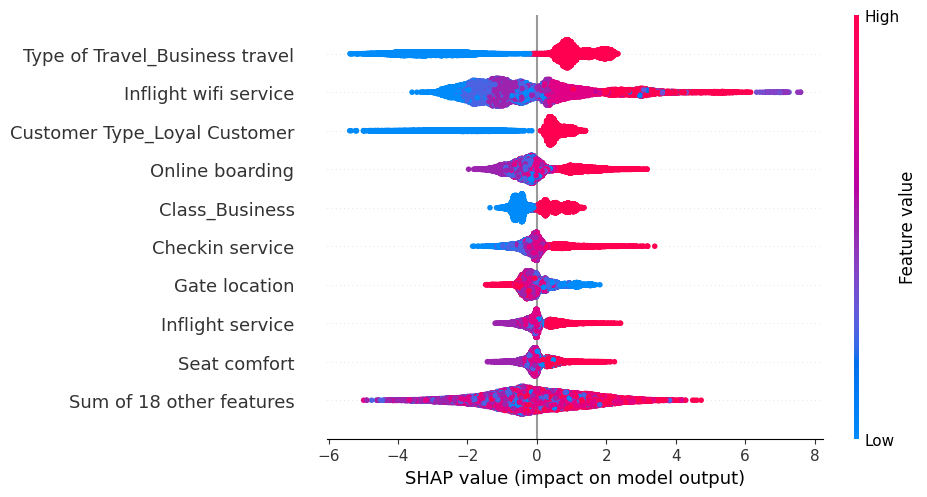 High
Type of Travel_Business travel
Inflight wifi service
Customer Type_Loyal Customer
Online boarding
Class_Business
Checkin service
Gate location
Inflight service
Seat comfort
Sum of 18 other features
Feature value
Low
−6 −4 −2 0 2 4 6 8
SHAP value (impact on model output)